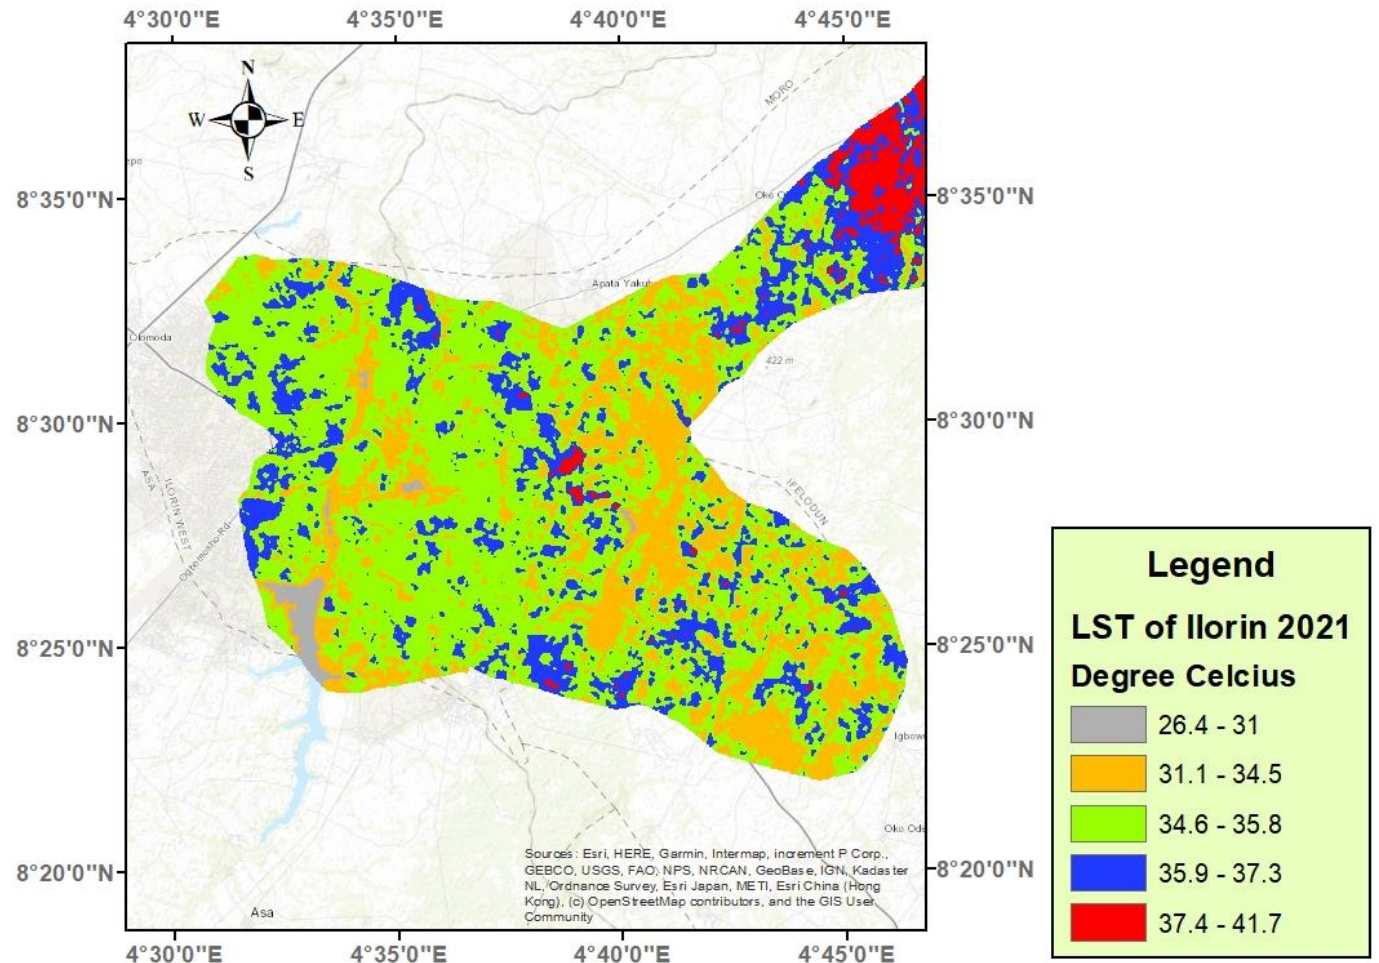 4°30'0"E 4°35'0"E 4°40'0"E 4°45'0"E
N
W E
S
MORO
epo
8°35'0"N 8°35'0"N
Oke O
Apata Yakub
Olomoda
422 m
8°30'0"N 8°30'0"N
ASA
ILORIN WEST
IFELODUN
Ogbomosho-Rd
8°25'0"N 8°25'0"N
Igbowu
Oko Ode
8°20'0"N 8°20'0"N
Asa
Sources: Esri, HERE, Garmin, Intermap, increment P Corp.,
GEBCO, USGS, FAO, NPS, NRCAN, GeoBase, IGN, Kadaster
NL, Ordnance Survey, Esri Japan, METI, Esri China (Hong
Kong), (c) OpenStreetMap contributors, and the GIS User
Community
4°30'0"E 4°35'0"E 4°40'0"E 4°45'0"E
Legend
LST of Ilorin 2021
Degree Celcius
26.4 - 31
31.1 - 34.5
34.6 - 35.8
35.9 - 37.3
37.4 - 41.7